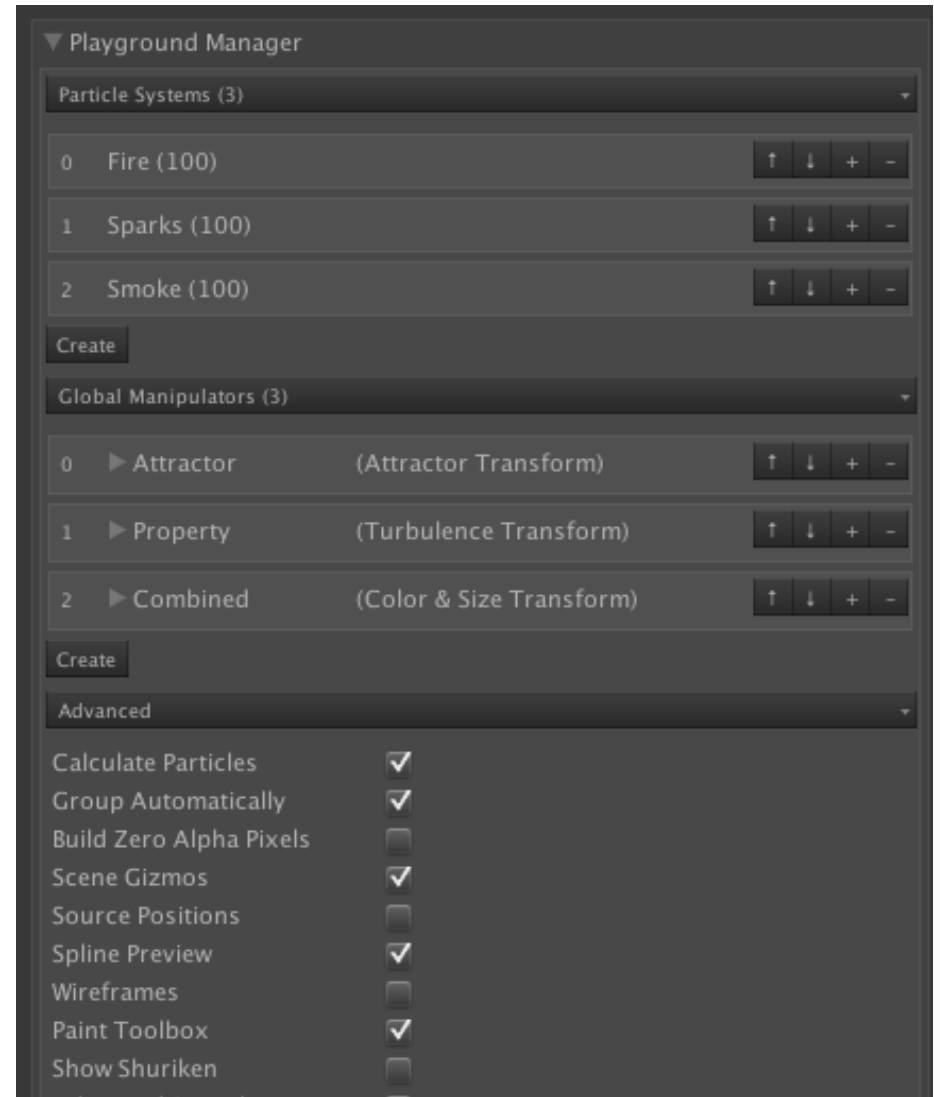 Playground Manager
Particle Systems (3)
0 Fire (100) ↑ ↓ + -
1 Sparks (100) ↑ ↓ + -
2 Smoke (100) ↑ ↓ + -
Create
Global Manipulators (3)
0 Attractor (Attractor Transform) ↑ ↓ + -
1 Property (Turbulence Transform) ↑ ↓ + -
2 Combined (Color & Size Transform) ↑ ↓ + -
Create
Advanced
Calculate Particles
Group Automatically
Build Zero Alpha Pixels
Scene Gizmos
Source Positions
Spline Preview
Wireframes
Paint Toolbox
Show Shuriken